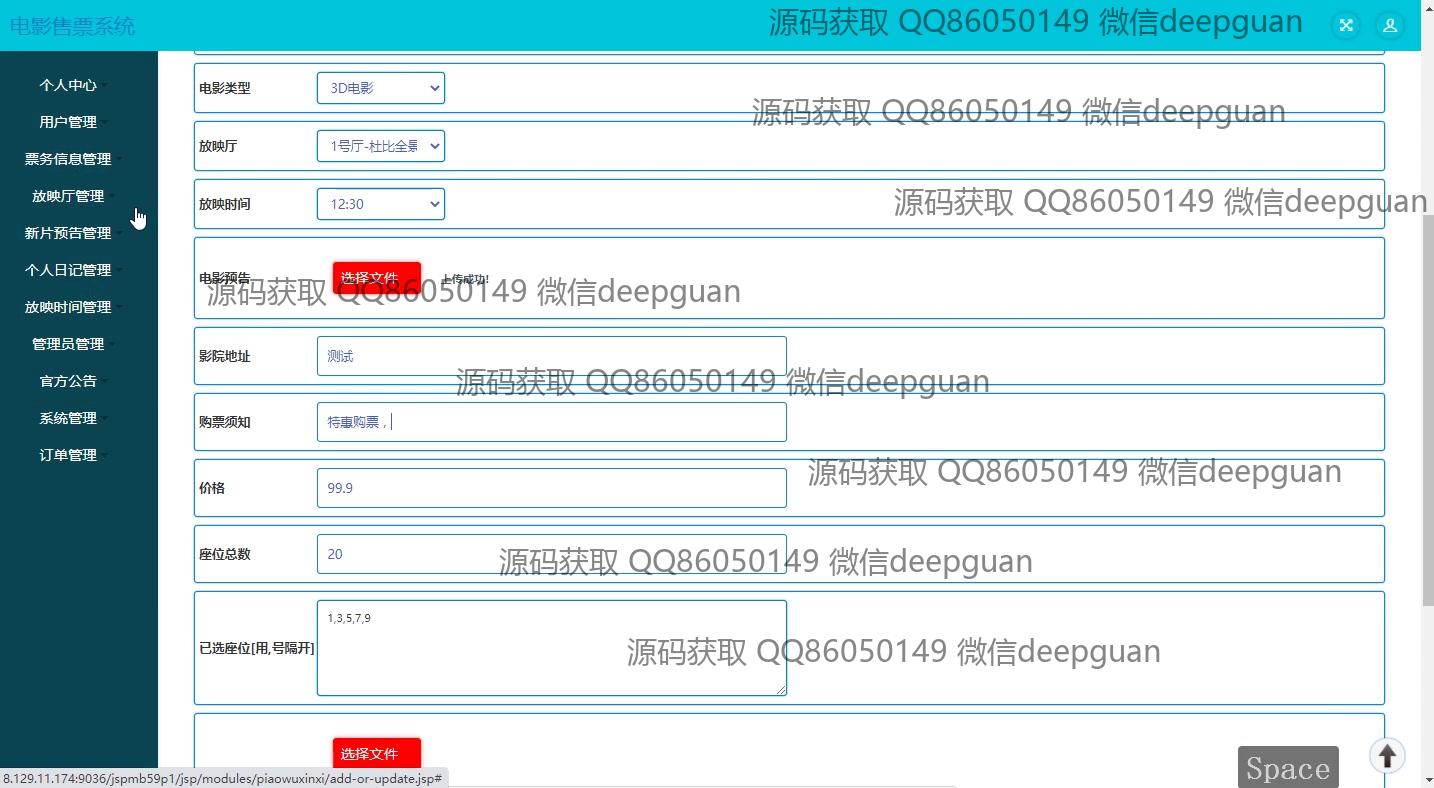 电影售票系统
源码获取 QQ86050149 微信deepguan
个人中心
用户管理
票务信息管理
放映厅管理
新片预告管理
个人日记管理
放映时间管理
管理员管理
官方公告
系统管理
订单管理
电影类型 3D电影
源码获取 QQ86050149 微信deepguan
放映厅 1号厅-杜比全景
放映时间 12:30
源码获取 QQ86050149 微信deepguan
电影预告 选择文件 上传成功!
源码获取 QQ86050149 微信deepguan
影院地址 测试
源码获取 QQ86050149 微信deepguan
购票须知 特惠购票，
源码获取 QQ86050149 微信deepguan
价格 99.9
座位总数 20
源码获取 QQ86050149 微信deepguan
已选座位[用,号隔开] 1,3,5,7,9
源码获取 QQ86050149 微信deepguan
选择文件
Space
8.129.11.174:9036/jspmb59p1/jsp/modules/piaowuxinxi/add-or-update.jsp#